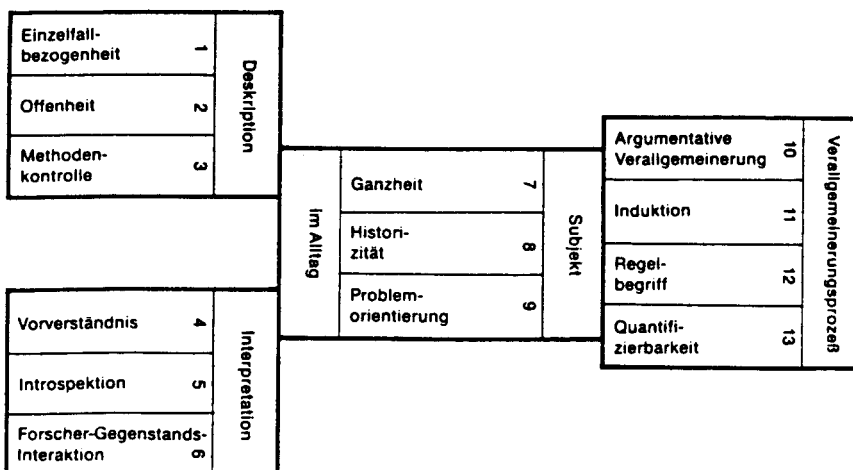 Deskription
Einzelfall-
bezogenheit
1
Offenheit
2
Methoden-
kontrolle
3
Interpretation
Vorverständnis
4
Introspektion
5
Forscher-Gegenstands-
Interaktion
6
Im Alltag
Subjekt
Ganzheit
7
Histori-
zität
8
Problem-
orientierung
9
Verallgemeinerungsprozeß
Argumentative
Verallgemeinerung
10
Induktion
11
Regel-
begriff
12
Quantifi-
zierbarkeit
13